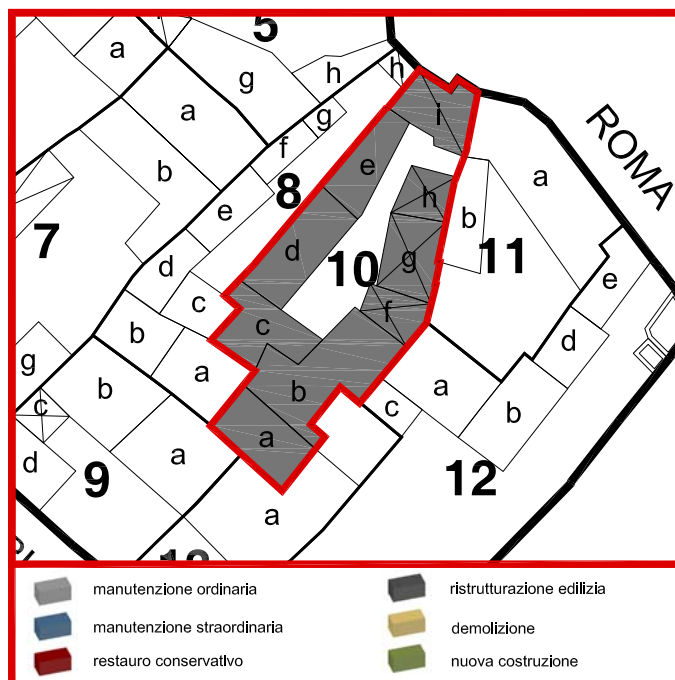 5
a
g
h
h
a
i
g
f
ROMA
b
e
h
a
8
e
b
7
d
10
g
11
d
e
c
f
c
b
d
g
a
b
a
b
c
b
c
a
d
9
a
12
a
manutenzione ordinaria
ristrutturazione edilizia
manutenzione straordinaria
demolizione
restauro conservativo
nuova costruzione